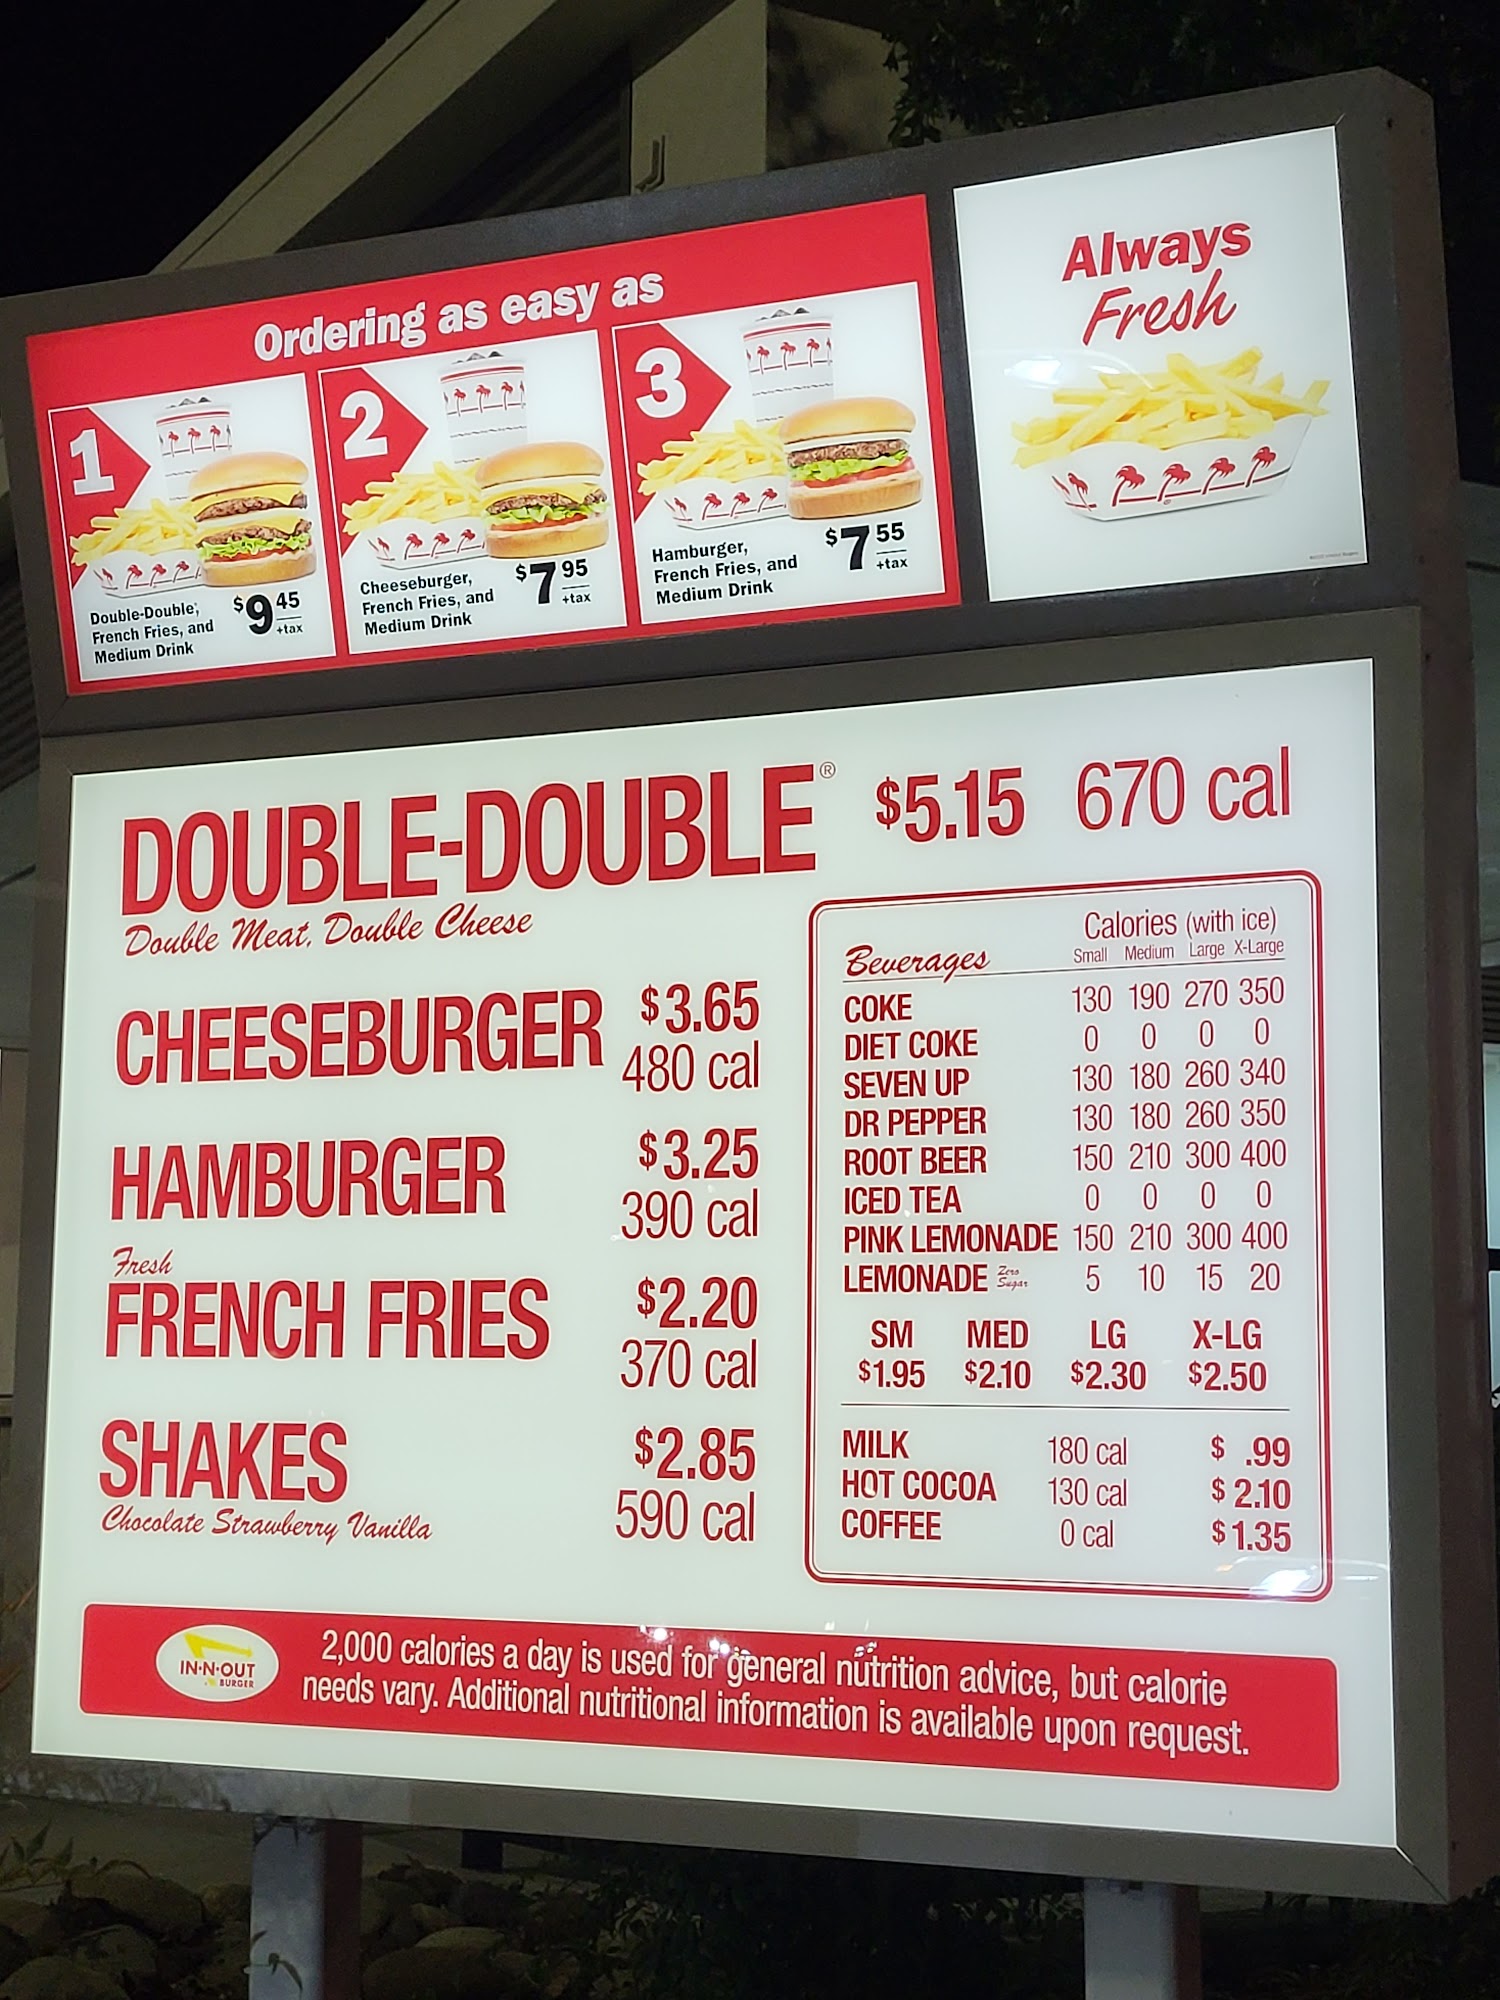 Ordering as easy as
1
Double-Double,
French Fries, and
Medium Drink
$9 45
+tax
2
Cheeseburger,
French Fries, and
Medium Drink
$7 95
+tax
3
Hamburger,
French Fries, and
Medium Drink
$7 55
+tax
Always
Fresh
DOUBLE-DOUBLE® $5.15 670 cal
Double Meat, Double Cheese
CHEESEBURGER $3.65
480 cal
HAMBURGER $3.25
390 cal
Fresh
FRENCH FRIES $2.20
370 cal
SHAKES $2.85
Chocolate Strawberry Vanilla 590 cal
Calories (with ice)
Beverages Small Medium Large X-Large
COKE 130 190 270 350
DIET COKE 0 0 0 0
SEVEN UP 130 180 260 340
DR PEPPER 130 180 260 350
ROOT BEER 150 210 300 400
ICED TEA 0 0 0 0
PINK LEMONADE 150 210 300 400
LEMONADE Zero Sugar 5 10 15 20
SM MED LG X-LG
$1.95 $2.10 $2.30 $2.50
MILK 180 cal $ .99
HOT COCOA 130 cal $ 2.10
COFFEE 0 cal $1.35
IN-N-OUT
BURGER
2,000 calories a day is used for general nutrition advice, but calorie
needs vary. Additional nutritional information is available upon request.